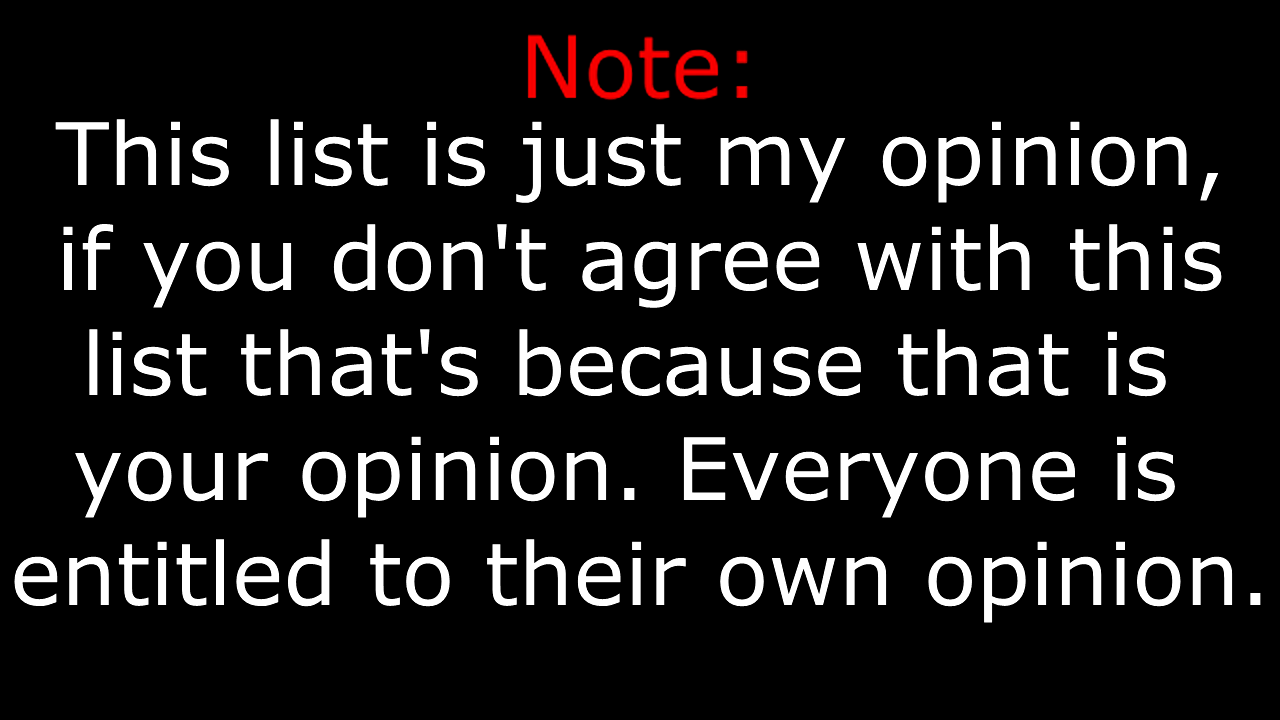 Note:
This list is just my opinion,
if you don't agree with this
list that's because that is
your opinion. Everyone is
entitled to their own opinion.